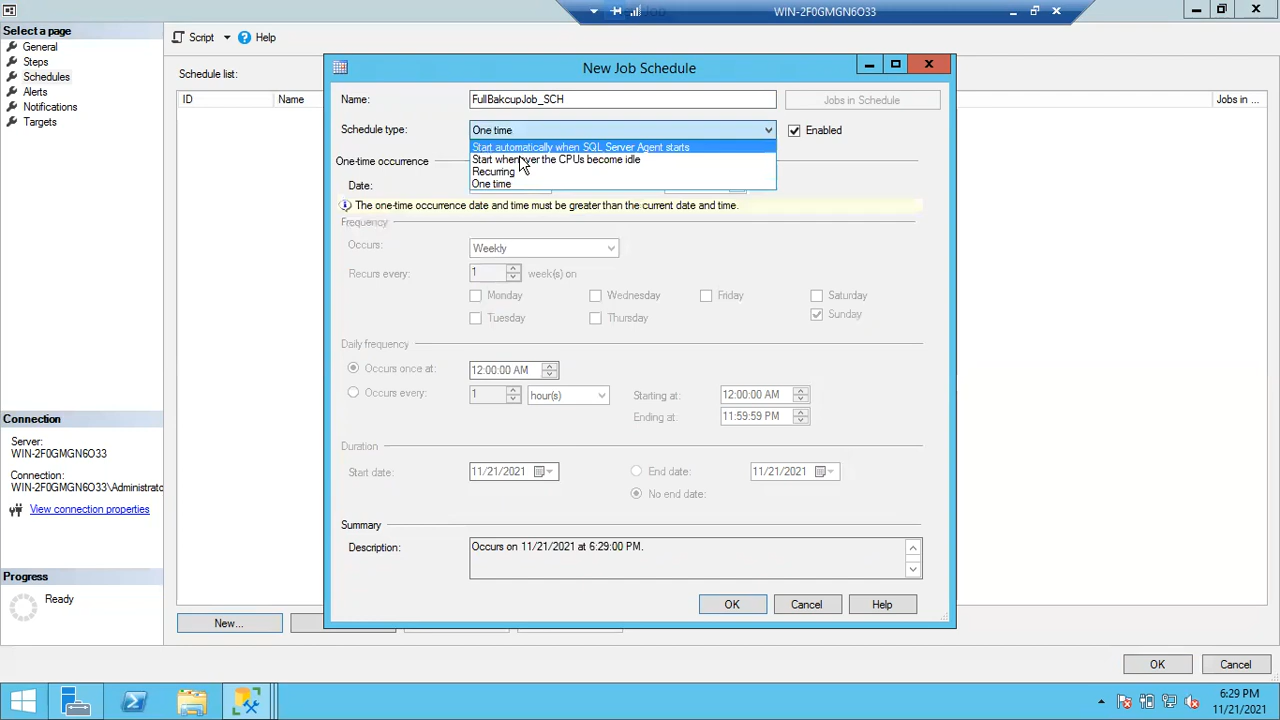 WIN-2F0GMGN6O33
Select a page
General
Steps
Schedules
Alerts
Notifications
Targets
Script
Help
Schedule list:
ID
Name
Jobs in ...
New Job Schedule
Name:
FullBakcupJob_SCH
Jobs in Schedule
Schedule type:
One time
Enabled
Start automatically when SQL Server Agent starts
Start whenever the CPUs become idle
Recurring
One time
One-time occurrence
Date:
The one-time occurrence date and time must be greater than the current date and time.
Frequency
Occurs:
Weekly
Recurs every:
1
week(s) on
Monday
Wednesday
Friday
Saturday
Tuesday
Thursday
Sunday
Daily frequency
Occurs once at:
12:00:00 AM
Occurs every:
1
hour(s)
Starting at:
12:00:00 AM
Ending at:
11:59:59 PM
Duration
Start date:
11/21/2021
End date:
11/21/2021
No end date:
Summary
Description:
Occurs on 11/21/2021 at 6:29:00 PM.
OK
Cancel
Help
Connection
Server:
WIN-2F0GMGN6O33
Connection:
WIN-2F0GMGN6O33\Administrato
View connection properties
Progress
Ready
New...
OK
Cancel
6:29 PM
11/21/2021